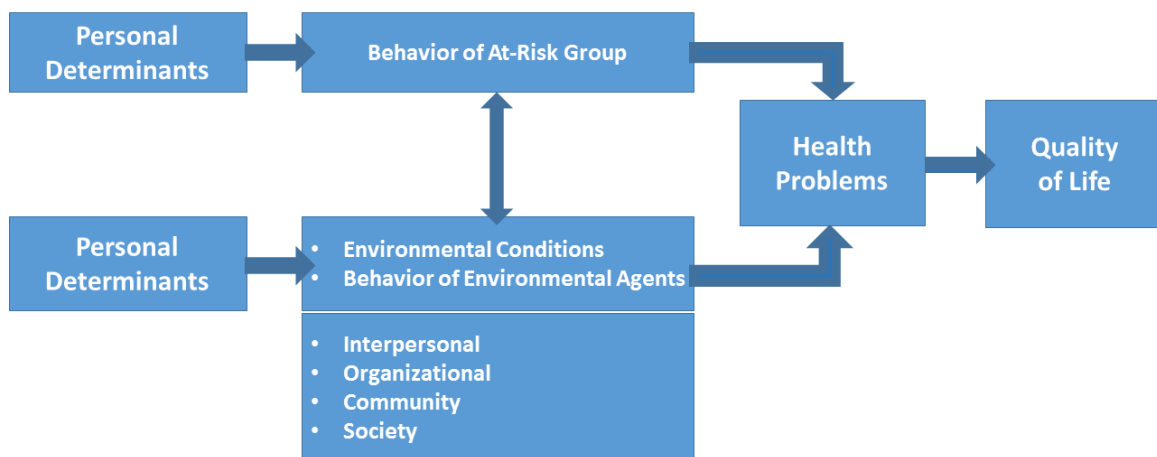 Personal
Determinants
Behavior of At-Risk Group
Health
Problems
Quality
of Life
Personal
Determinants
• Environmental Conditions
• Behavior of Environmental Agents
• Interpersonal
• Organizational
• Community
• Society